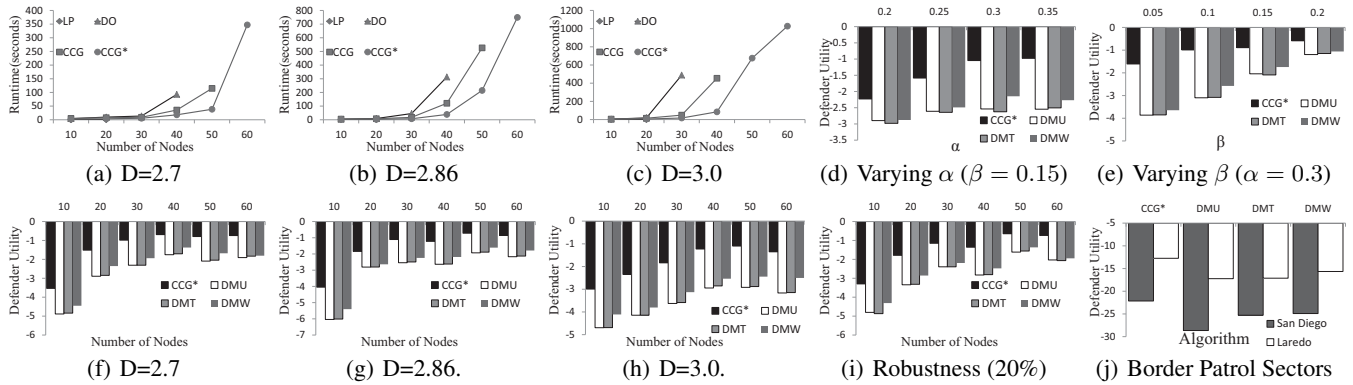 400
350
300
250
200
150
100
50
0
Runtime(seconds)
LP DO
CCG CCG*
10 20 30 40 50 60
Number of Nodes
(a) D=2.7
800
700
600
500
400
300
200
100
0
Runtime(seconds)
LP DO
CCG CCG*
10 20 30 40 50 60
Number of Nodes
(b) D=2.86
1200
1000
800
600
400
200
0
Runtime(seconds)
LP DO
CCG CCG*
10 20 30 40 50 60
Number of Nodes
(c) D=3.0
0.2 0.25 0.3 0.35
0
-0.5
-1
-1.5
-2
-2.5
-3
-3.5
Defender Utility
CCG* DMU
DMT DMW
α
(d) Varying α (β = 0.15)
0.05 0.1 0.15 0.2
0
-1
-2
-3
-4
-5
Defender Utility
CCG* DMU
DMT DMW
β
(e) Varying β (α = 0.3)
10 20 30 40 50 60
0
-1
-2
-3
-4
-5
-6
Defender Utility
CCG* DMU
DMT DMW
Number of Nodes
(f) D=2.7
10 20 30 40 50 60
0
-1
-2
-3
-4
-5
-6
-7
Defender Utility
CCG* DMU
DMT DMW
Number of Nodes
(g) D=2.86.
10 20 30 40 50 60
0
-1
-2
-3
-4
-5
Defender Utility
CCG* DMU
DMT DMW
Number of Nodes
(h) D=3.0.
10 20 30 40 50 60
0
-1
-2
-3
-4
-5
-6
Defender Utility
CCG* DMU
DMT DMW
Number of Nodes
(i) Robustness (20%)
CCG* DMU DMT DMW
-5
-10
-15
-20
-25
-30
Defender Utility
Algorithm
San Diego
Laredo
(j) Border Patrol Sectors